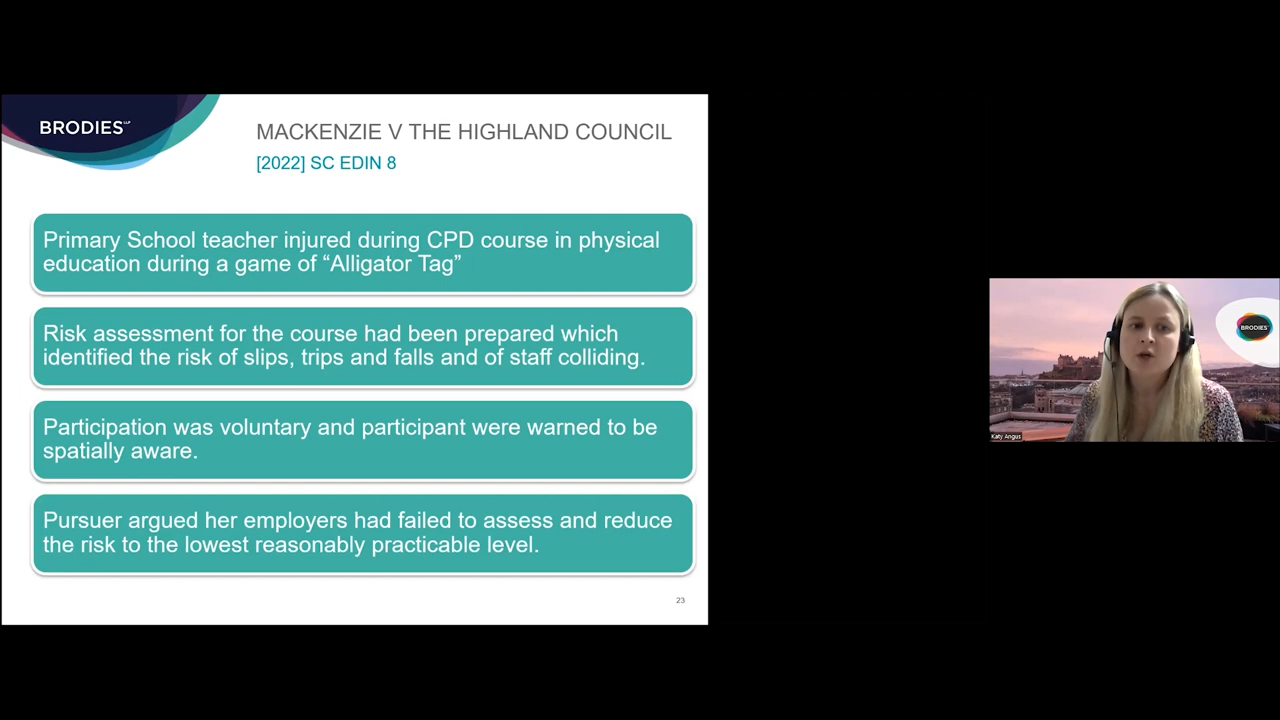 BRODIES LLP
MACKENZIE V THE HIGHLAND COUNCIL
[2022] SC EDIN 8
Primary School teacher injured during CPD course in physical
education during a game of “Alligator Tag”
Risk assessment for the course had been prepared which
identified the risk of slips, trips and falls and of staff colliding.
Participation was voluntary and participant were warned to be
spatially aware.
Pursuer argued her employers had failed to assess and reduce
the risk to the lowest reasonably practicable level.
23
BRODIES
Katy Angus